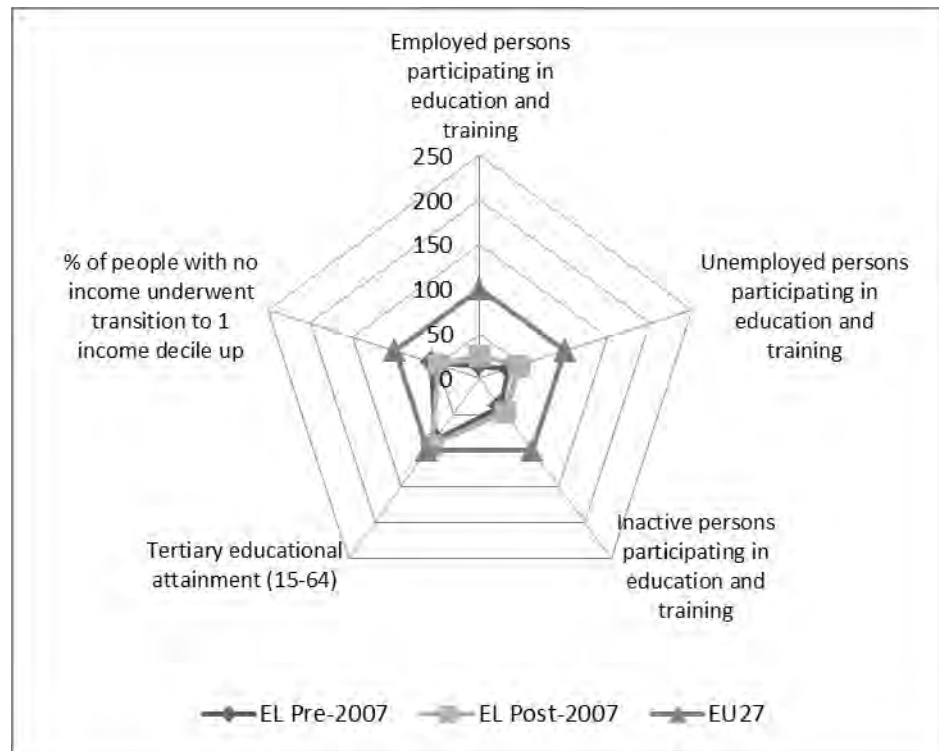 Employed persons
participating in
education and
training
250
200
150
100
50
0
% of people with no
income underwent
transition to 1
income decile up
Unemployed persons
participating in
education and
training
Tertiary educational
attainment (15-64)
Inactive persons
participating in
education and
training
EL Pre-2007
EL Post-2007
EU27